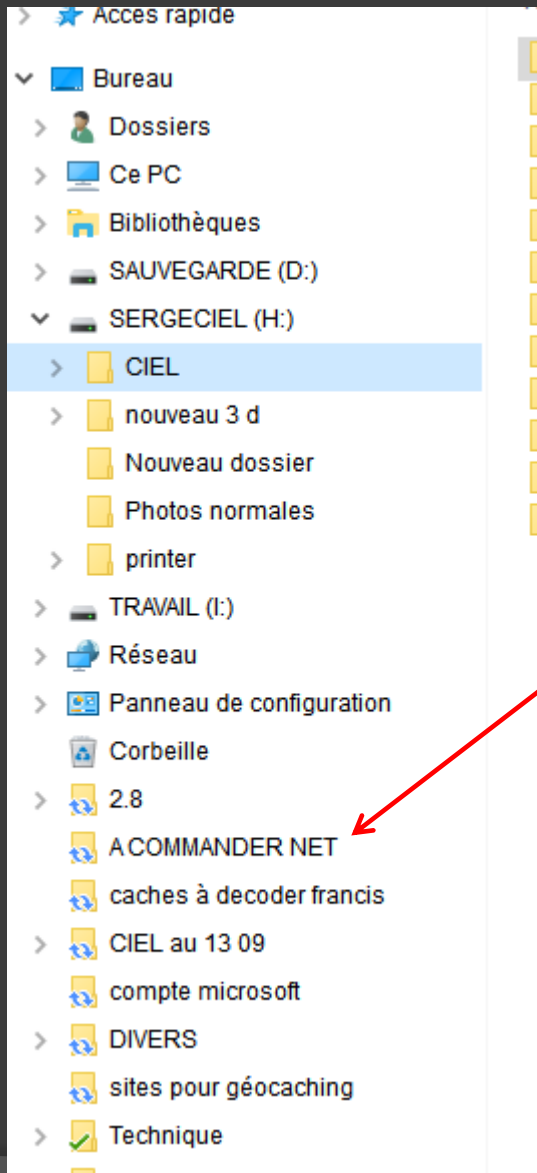 Accès rapide
Bureau
Dossiers
Ce PC
Bibliothèques
SAUVEGARDE (D:)
SERGECIEL (H:)
CIEL
nouveau 3 d
Nouveau dossier
Photos normales
printer
TRAVAIL (I:)
Réseau
Panneau de configuration
Corbeille
2.8
A COMMANDER NET
caches à decoder francis
CIEL au 13 09
compte microsoft
DIVERS
sites pour géocaching
Technique